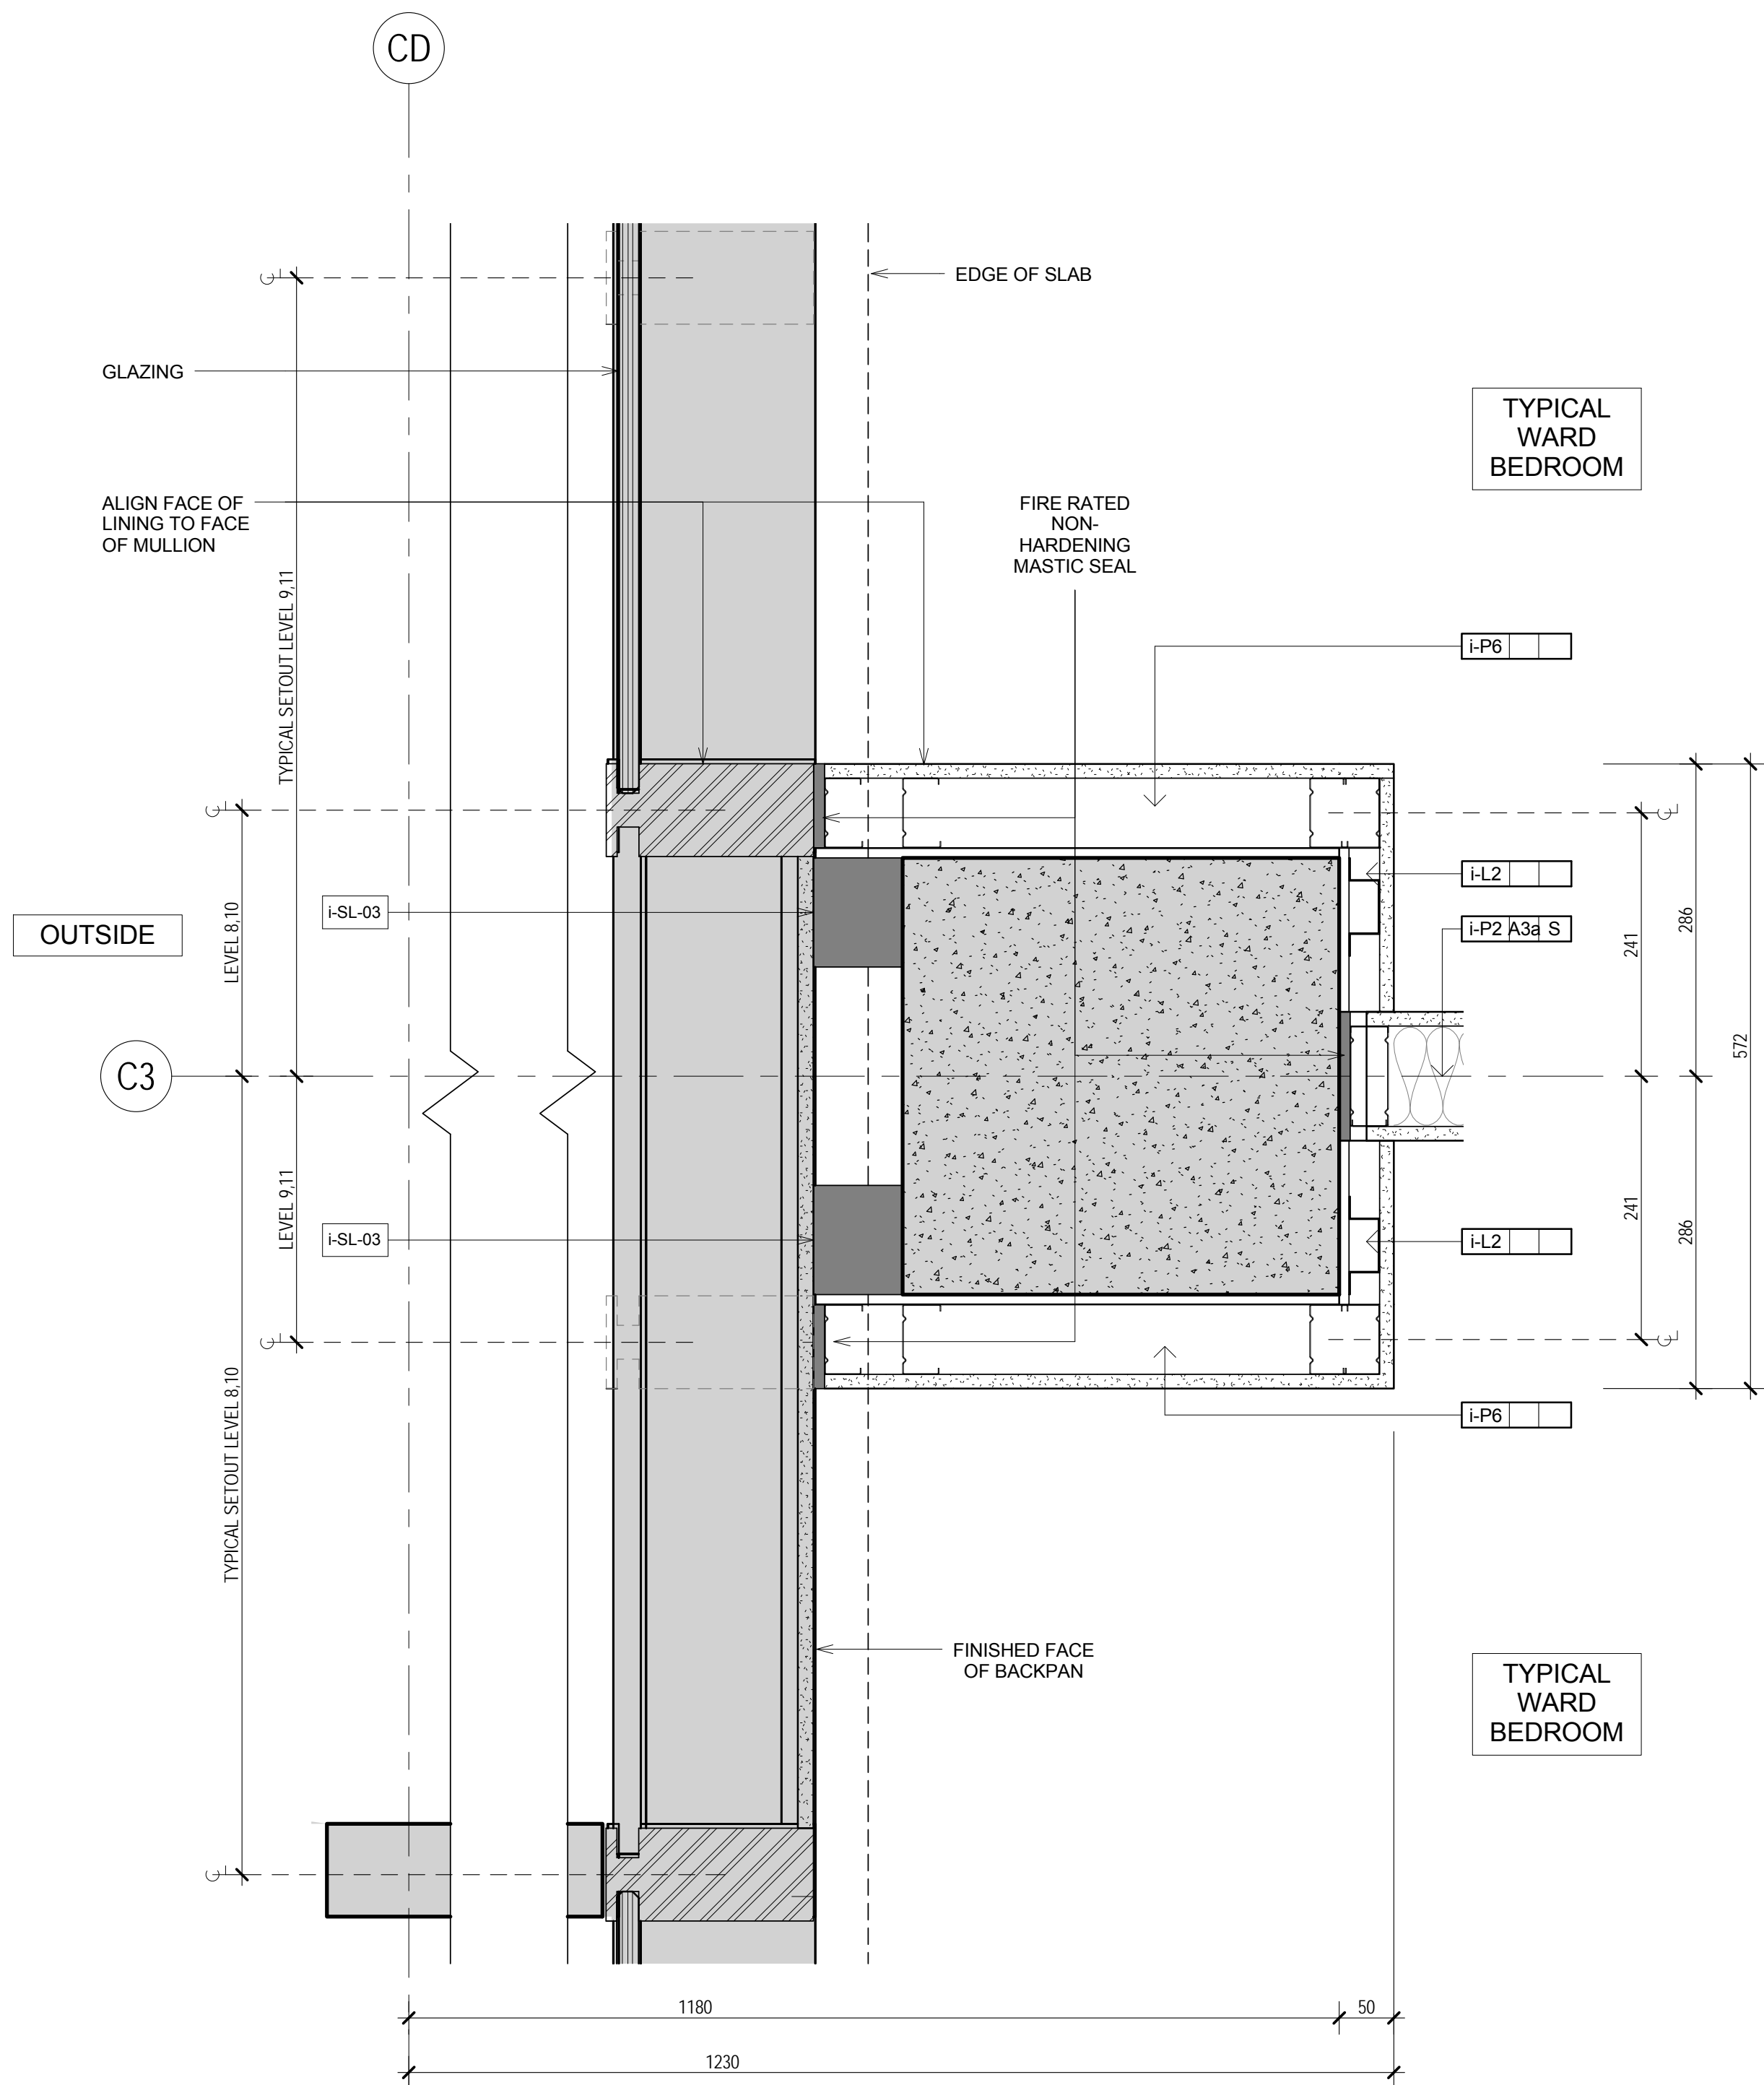 CD
EDGE OF SLAB
GLAZING
TYPICAL
WARD
BEDROOM
ALIGN FACE OF
LINING TO FACE
OF MULLION
FIRE RATED
NON-
HARDENING
MASTIC SEAL
TYPICAL SETOUT LEVEL 9,11
i-P6
i-L2
i-SL-03
i-P2 A3a S
OUTSIDE
LEVEL 8,10
241
286
572
C3
LEVEL 9,11
241
286
i-SL-03
i-L2
i-P6
TYPICAL SETOUT LEVEL 8,10
FINISHED FACE
OF BACKPAN
TYPICAL
WARD
BEDROOM
1180
50
1230